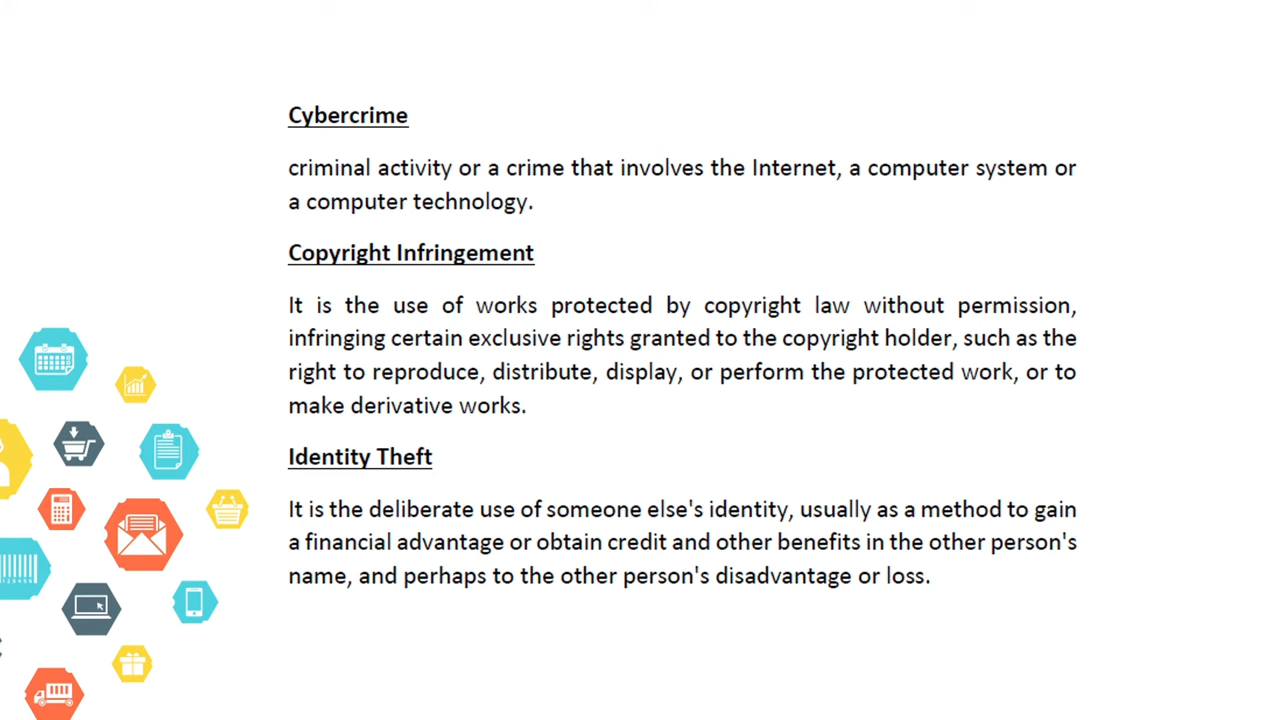 Cybercrime
criminal activity or a crime that involves the Internet, a computer system or
a computer technology.
Copyright Infringement
It is the use of works protected by copyright law without permission,
infringing certain exclusive rights granted to the copyright holder, such as the
right to reproduce, distribute, display, or perform the protected work, or to
make derivative works.
Identity Theft
It is the deliberate use of someone else's identity, usually as a method to gain
a financial advantage or obtain credit and other benefits in the other person's
name, and perhaps to the other person's disadvantage or loss.